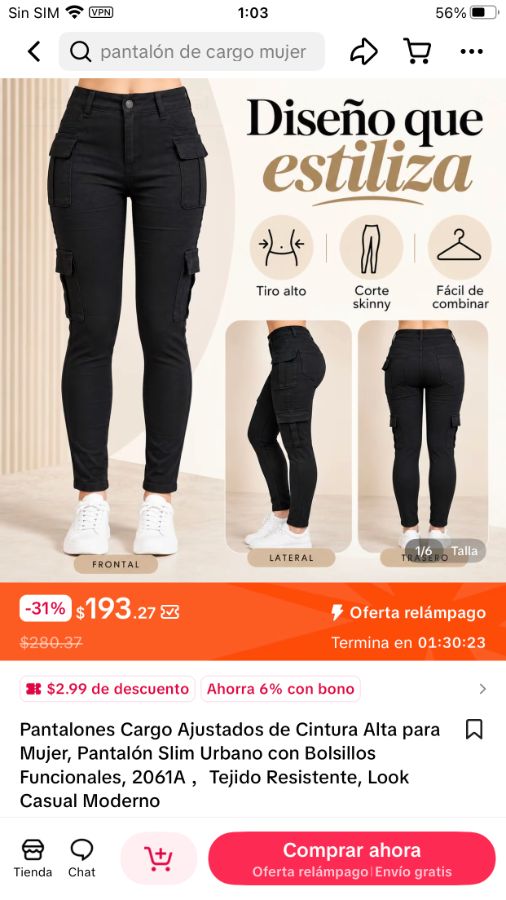 Sin SIM VPN 1:03 56%
pantalón de cargo mujer
Diseño que
estiliza
Tiro alto
Corte
skinny
Fácil de
combinar
FRONTAL
LATERAL
TRASERO
1/6 Talla
-31% $193.27
Oferta relámpago
$280.37
Termina en 01:30:23
$2.99 de descuento
Ahorra 6% con bono
Pantalones Cargo Ajustados de Cintura Alta para
Mujer, Pantalón Slim Urbano con Bolsillos
Funcionales, 2061A ，Tejido Resistente, Look
Casual Moderno
Tienda
Chat
Comprar ahora
Oferta relámpago|Envío gratis